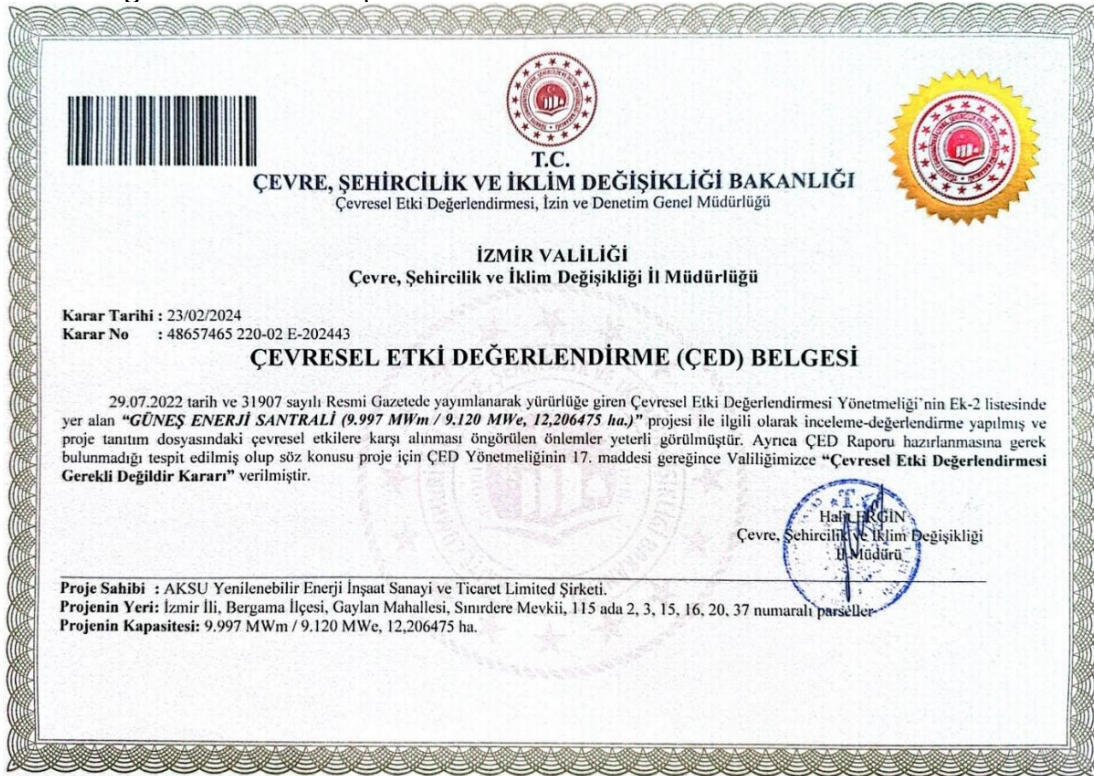 T.C.
ÇEVRE, ŞEHİRCİLİK VE İKLİM DEĞİŞİKLİĞİ BAKANLIĞI
Çevresel Etki Değerlendirmesi, İzin ve Denetim Genel Müdürlüğü
İZMİR VALİLİĞİ
Çevre, Şehircilik ve İklim Değişikliği İl Müdürlüğü
Karar Tarihi : 23/02/2024
Karar No : 48657465 220-02 E-202443
ÇEVRESEL ETKİ DEĞERLENDİRME (ÇED) BELGESİ
29.07.2022 tarih ve 31907 sayılı Resmi Gazetede yayımlanarak yürürlüğe giren Çevresel Etki Değerlendirmesi Yönetmeliği'nin Ek-2 listesinde
yer alan "GÜNEŞ ENERJİ SANTRALİ (9.997 MWm / 9.120 MWe, 12,206475 ha.)" projesi ile ilgili olarak inceleme-değerlendirme yapılmış ve
proje tanıtım dosyasındaki çevresel etkilere karşı alınması öngörülen önlemler yeterli görülmüştür. Ayrıca ÇED Raporu hazırlanmasına gerek
bulunmadığı tespit edilmiş olup söz konusu proje için ÇED Yönetmeliğinin 17. maddesi gereğince Valiliğimizce "Çevresel Etki Değerlendirmesi
Gerekli Değildir Kararı" verilmiştir.
Halit ERGİN
Çevre, Şehircilik ve İklim Değişikliği
İl Müdürü
Proje Sahibi : AKSU Yenilenebilir Enerji İnşaat Sanayi ve Ticaret Limited Şirketi.
Projenin Yeri: İzmir İli, Bergama İlçesi, Gaylan Mahallesi, Sınırdere Mevkii, 115 ada 2, 3, 15, 16, 20, 37 numaralı parseller
Projenin Kapasitesi: 9.997 MWm / 9.120 MWe, 12,206475 ha.